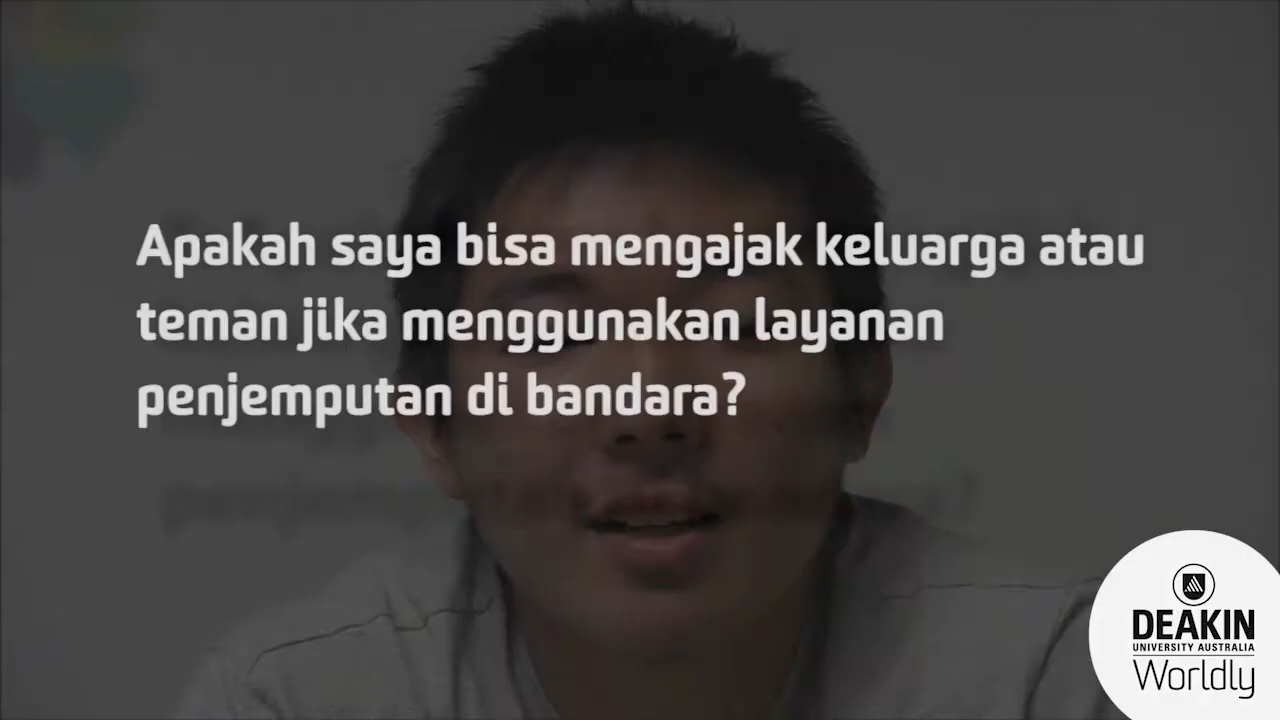 Apakah saya bisa mengajak keluarga atau
teman jika menggunakan layanan
penjemputan di bandara?
DEAKIN
UNIVERSITY AUSTRALIA
Worldly